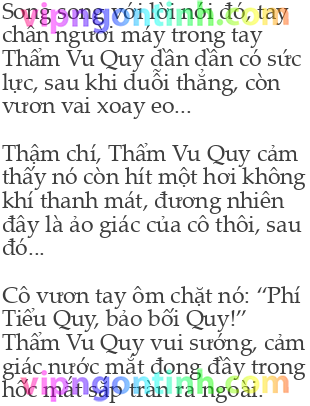 Song song với lời nói đó, tay
chân người máy trong tay
Thẩm Vu Quy dần dần có sức
lực, sau khi duỗi thẳng, còn
vươn vai xoay eo...
Thậm chí, Thẩm Vu Quy cảm
thấy nó còn hít một hơi không
khí thanh mát, đương nhiên
đây là ảo giác của cô thôi, sau
đó...
Cô vươn tay ôm chặt nó: “Phí
Tiểu Quy, bảo bối Quy!”
Thẩm Vu Quy vui sướng, cảm
giác nước mắt đong đầy trong
hốc mắt sắp tràn ra ngoài.
vipngontinh.com
vipngontinh.com